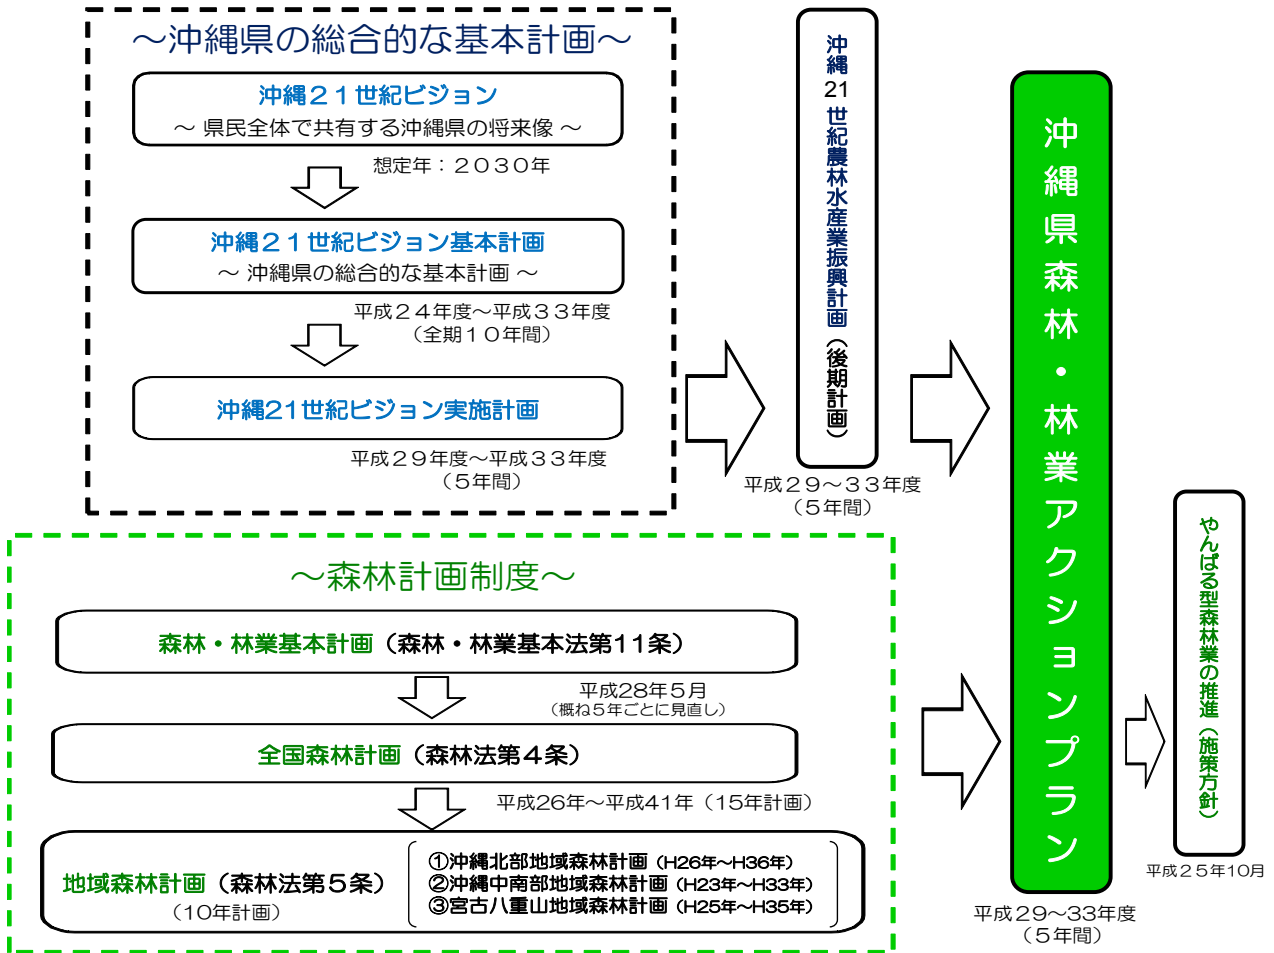 ～沖縄県の総合的な基本計画～
沖縄２１世紀ビジョン
～ 県民全体で共有する沖縄県の将来像 ～
想定年：２０３０年
沖縄２１世紀ビジョン基本計画
～ 沖縄県の総合的な基本計画 ～
平成２４年度～平成３３年度
（全期１０年間）
沖縄21世紀ビジョン実施計画
平成２９年度～平成３３年度
（5年間）
沖縄21世紀農林水産業振興計画（後期計画）
平成２９～３３年度
（５年間）
～森林計画制度～
森林・林業基本計画（森林・林業基本法第11条）
平成28年５月
（概ね５年ごとに見直し）
全国森林計画（森林法第４条）
平成26年～平成41年（15年計画）
地域森林計画（森林法第５条）
（10年計画）
①沖縄北部地域森林計画（H26年～H36年）
②沖縄中南部地域森林計画（H23年～H33年）
③宮古八重山地域森林計画（H25年～H35年）
沖縄県森林・林業アクションプラン
平成29～33年度
（５年間）
やんばる型森林業の推進（施策方針）
平成２５年10月